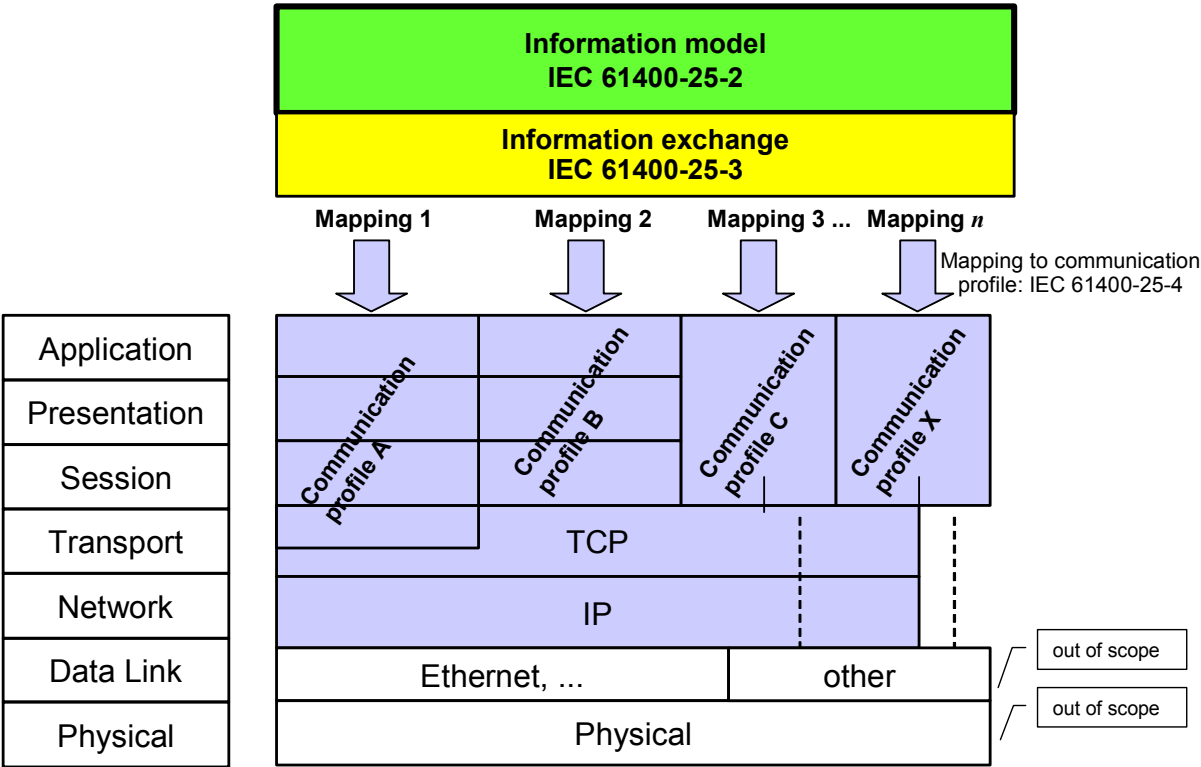 Information model
IEC 61400-25-2
Information exchange
IEC 61400-25-3
Mapping 1
Mapping 2
Mapping 3 ...
Mapping n
Mapping to communication
profile: IEC 61400-25-4
Application
Presentation
Session
Transport
Network
Data Link
Physical
Communication
profile A
Communication
profile B
Communication
profile C
Communication
profile X
TCP
IP
Ethernet, ...
other
Physical
out of scope
out of scope